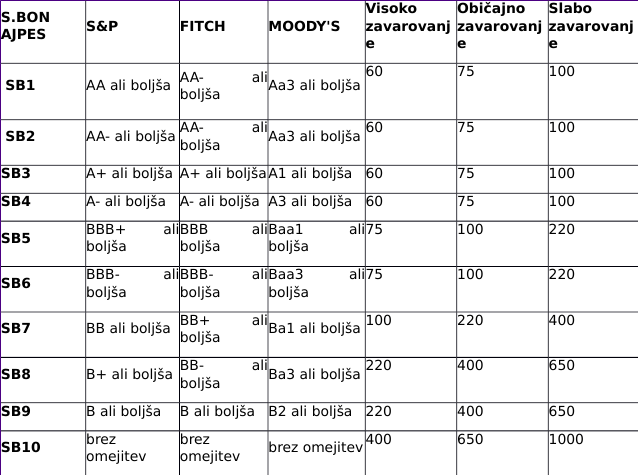 S.BON AJPES S&P FITCH MOODY'S Visoko zavarovanje Običajno zavarovanje Slabo zavarovanje
SB1 AA ali boljša AA- ali boljša Aa3 ali boljša 60 75 100
SB2 AA- ali boljša AA- ali boljša Aa3 ali boljša 60 75 100
SB3 A+ ali boljša A+ ali boljša A1 ali boljša 60 75 100
SB4 A- ali boljša A- ali boljša A3 ali boljša 60 75 100
SB5 BBB+ ali boljša BBB ali boljša Baa1 ali boljša 75 100 220
SB6 BBB- ali boljša BBB- ali boljša Baa3 ali boljša 75 100 220
SB7 BB ali boljša BB+ ali boljša Ba1 ali boljša 100 220 400
SB8 B+ ali boljša BB- ali boljša Ba3 ali boljša 220 400 650
SB9 B ali boljša B ali boljša B2 ali boljša 220 400 650
SB10 brez omejitev brez omejitev brez omejitev 400 650 1000